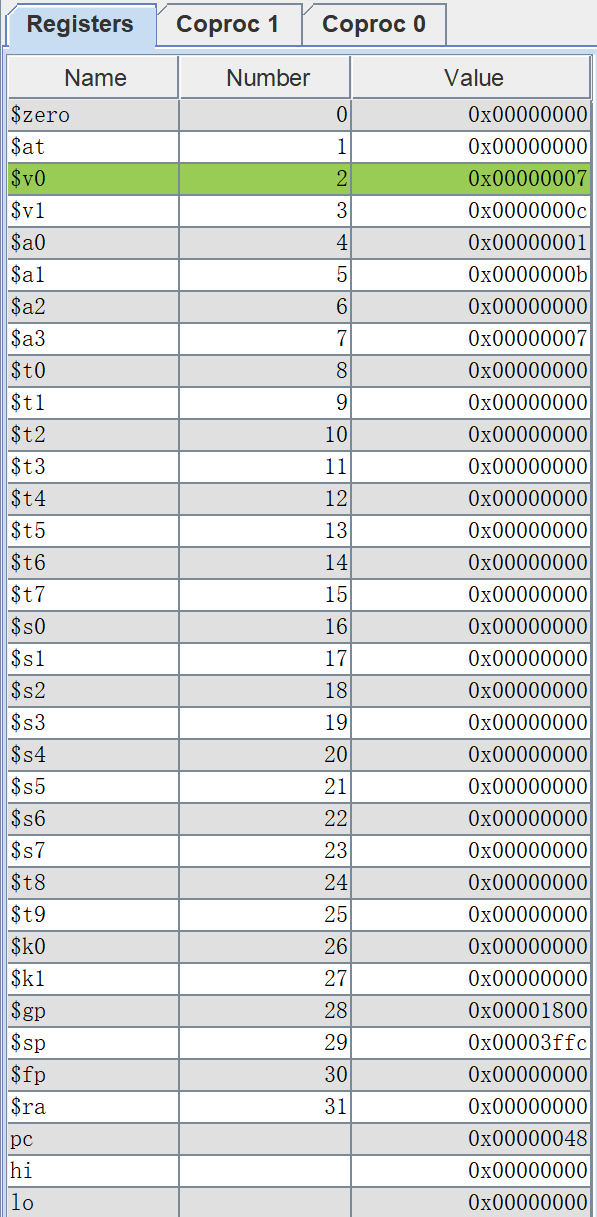 Registers Coproc 1 Coproc 0
Name Number Value
$zero 0 0x00000000
$at 1 0x00000000
$v0 2 0x00000007
$v1 3 0x0000000c
$a0 4 0x00000001
$a1 5 0x0000000b
$a2 6 0x00000000
$a3 7 0x00000007
$t0 8 0x00000000
$t1 9 0x00000000
$t2 10 0x00000000
$t3 11 0x00000000
$t4 12 0x00000000
$t5 13 0x00000000
$t6 14 0x00000000
$t7 15 0x00000000
$s0 16 0x00000000
$s1 17 0x00000000
$s2 18 0x00000000
$s3 19 0x00000000
$s4 20 0x00000000
$s5 21 0x00000000
$s6 22 0x00000000
$s7 23 0x00000000
$t8 24 0x00000000
$t9 25 0x00000000
$k0 26 0x00000000
$k1 27 0x00000000
$gp 28 0x00001800
$sp 29 0x00003ffc
$fp 30 0x00000000
$ra 31 0x00000000
pc 0x00000048
hi 0x00000000
lo 0x00000000